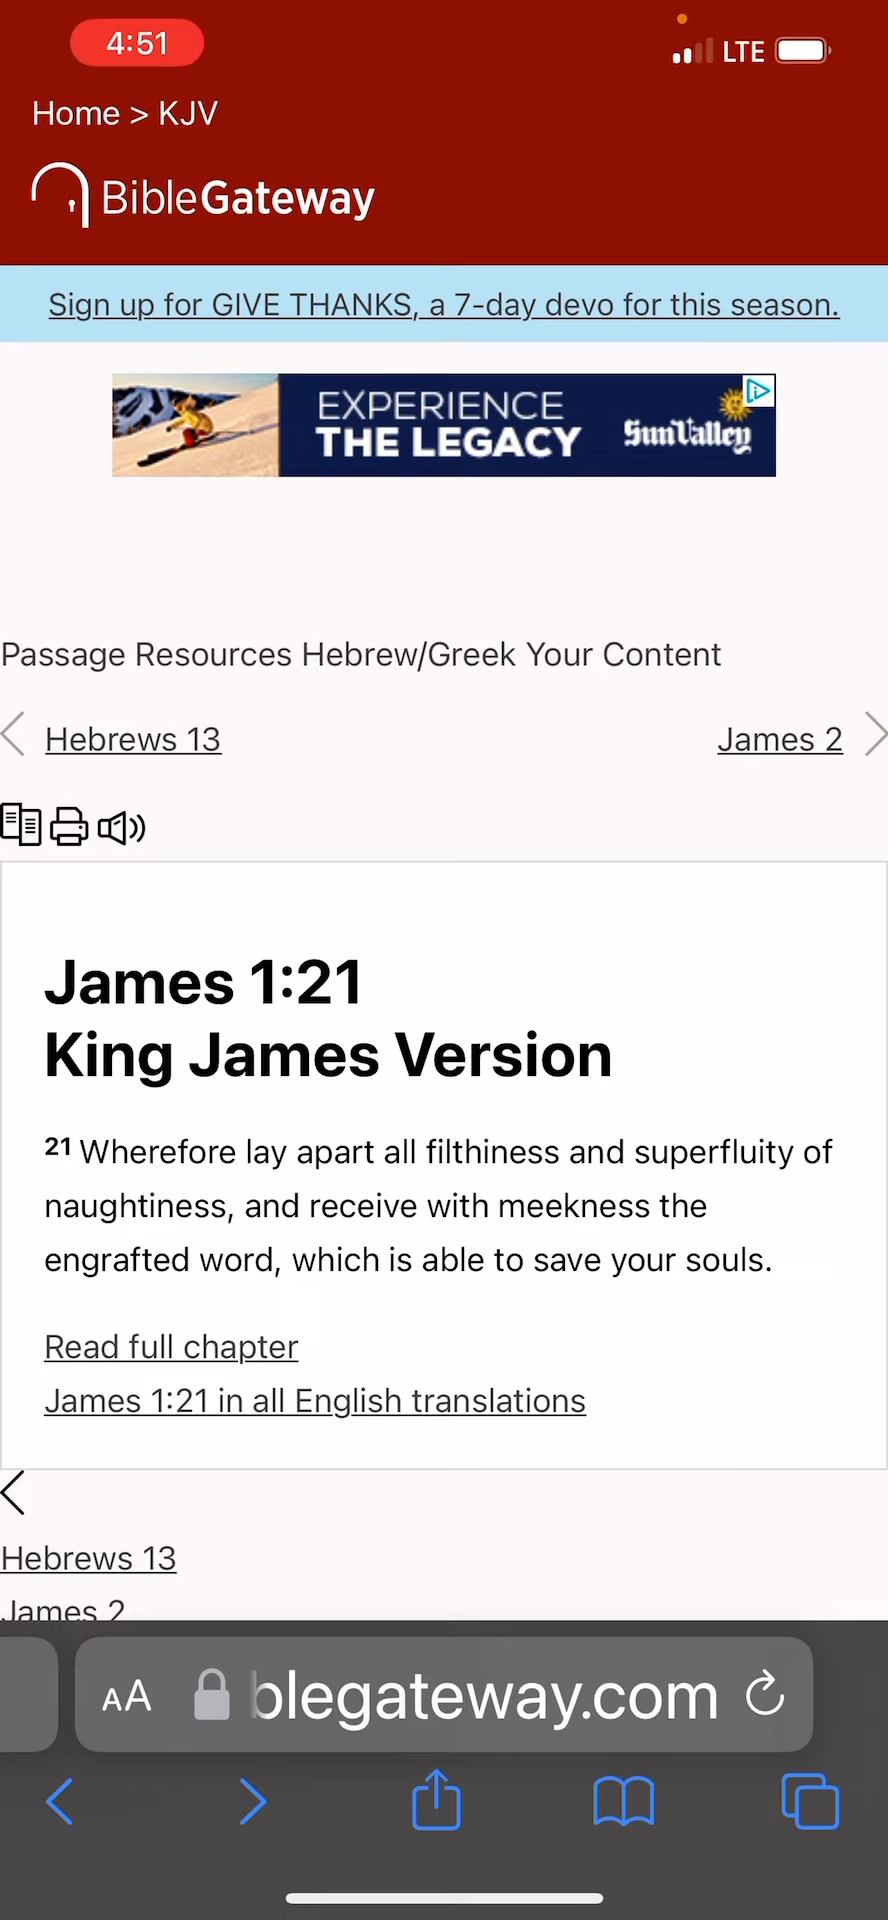 4:51
LTE
Home > KJV
BibleGateway
Sign up for GIVE THANKS, a 7-day devo for this season.
EXPERIENCE
THE LEGACY
SunValley
Passage Resources Hebrew/Greek Your Content
Hebrews 13
James 2
James 1:21
King James Version
21 Wherefore lay apart all filthiness and superfluity of
naughtiness, and receive with meekness the
engrafted word, which is able to save your souls.
Read full chapter
James 1:21 in all English translations
Hebrews 13
James 2
AA
blegateway.com